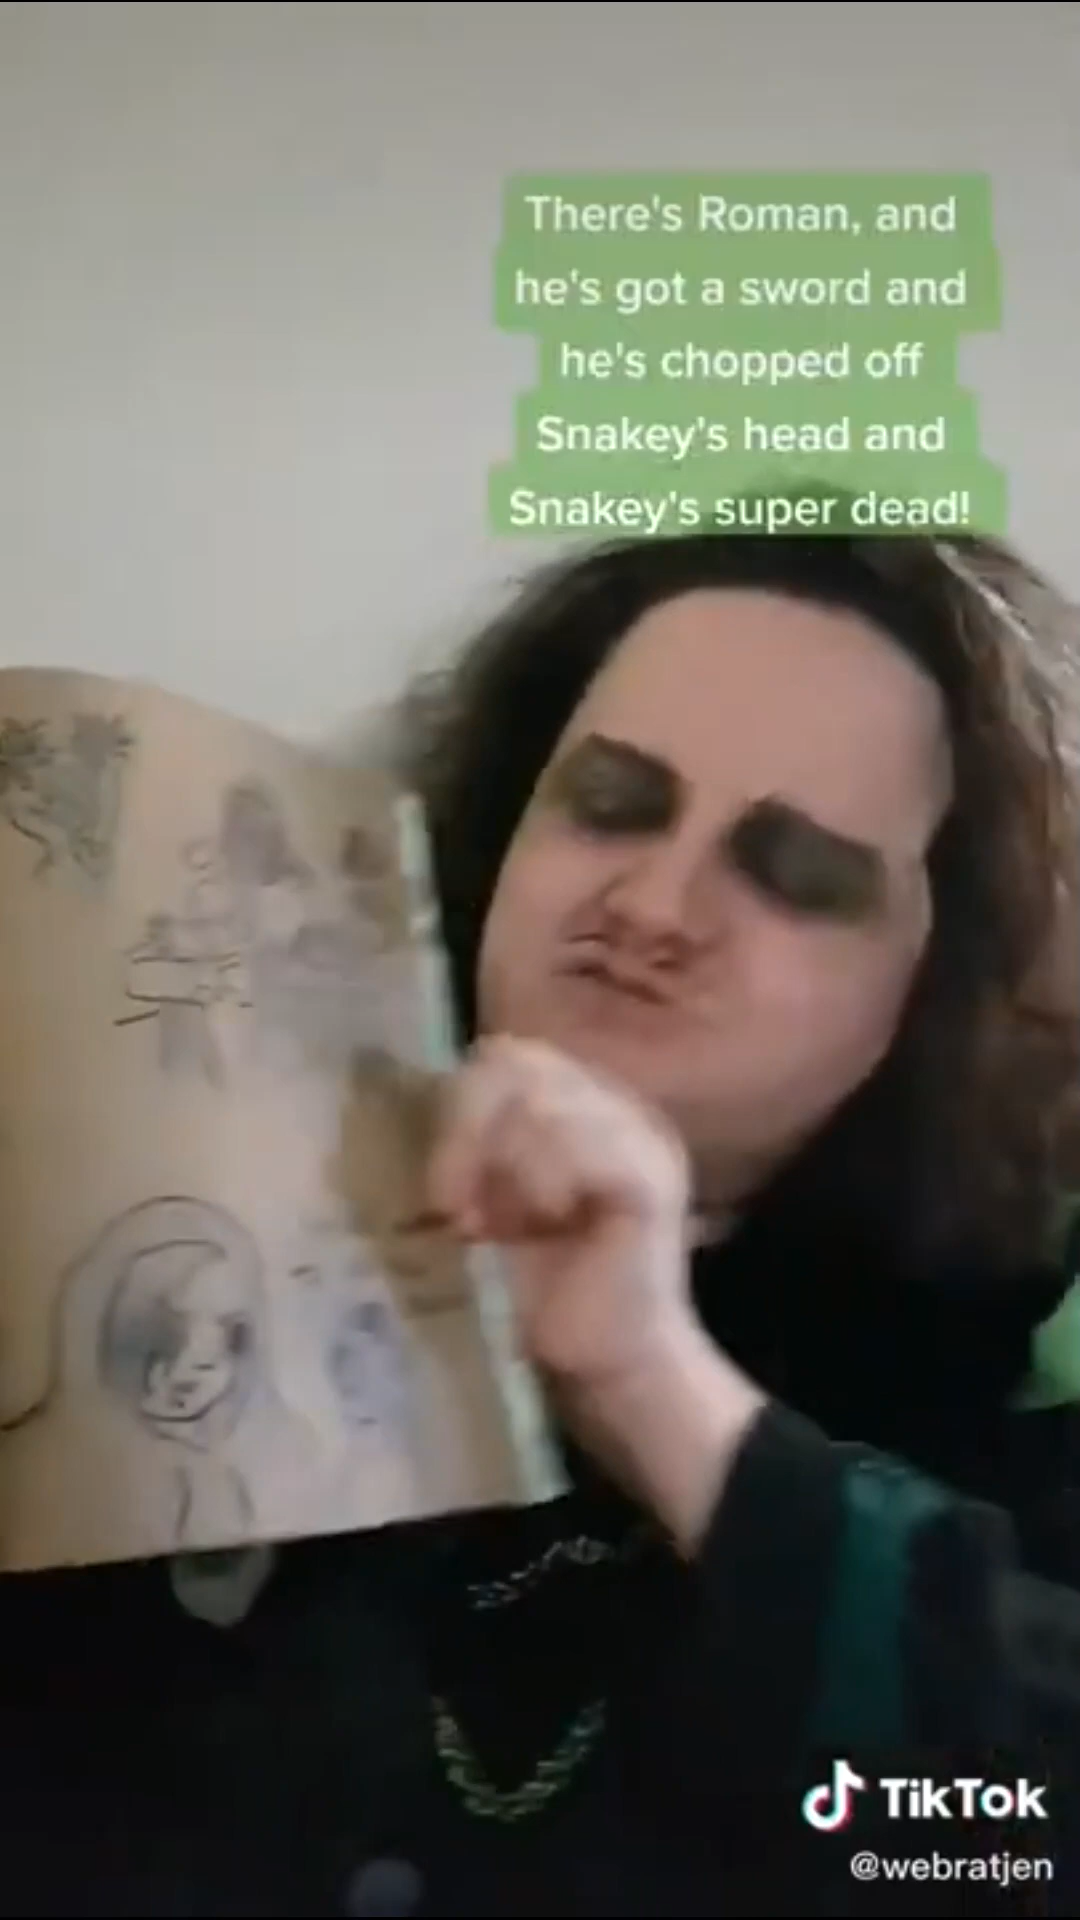 There's Roman, and
he's got a sword and
he's chopped off
Snakey's head and
Snakey's super dead!
TikTok
@webratjen